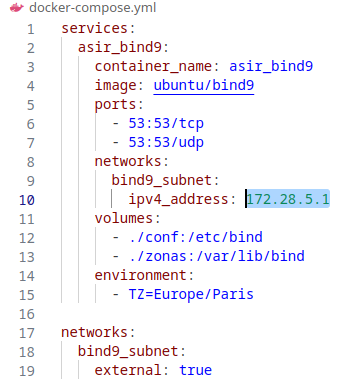 docker-compose.yml
1 services:
2   asir_bind9:
3     container_name: asir_bind9
4     image: ubuntu/bind9
5     ports:
6       - 53:53/tcp
7       - 53:53/udp
8     networks:
9       bind9_subnet:
10         ipv4_address: 172.28.5.1
11     volumes:
12       - ./conf:/etc/bind
13       - ./zonas:/var/lib/bind
14     environment:
15       - TZ=Europe/Paris
16
17 networks:
18   bind9_subnet:
19     external: true